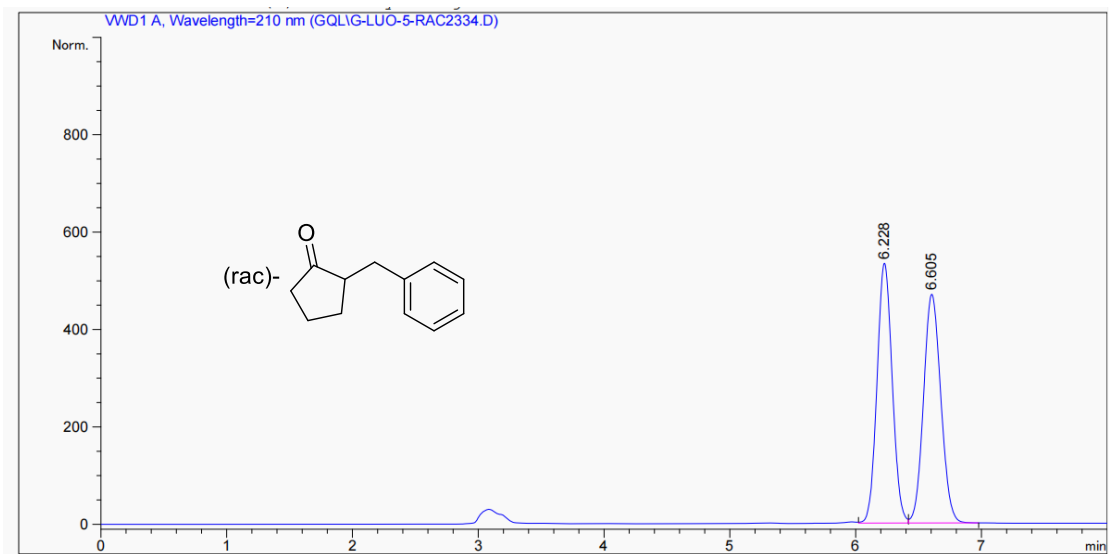 VWD1 A, Wavelength=210 nm (GQL\G-LUO-5-RAC2334.D)
Norm.
800
600
400
200
0
6.228
6.605
O
(rac)-
0 1 2 3 4 5 6 7 min